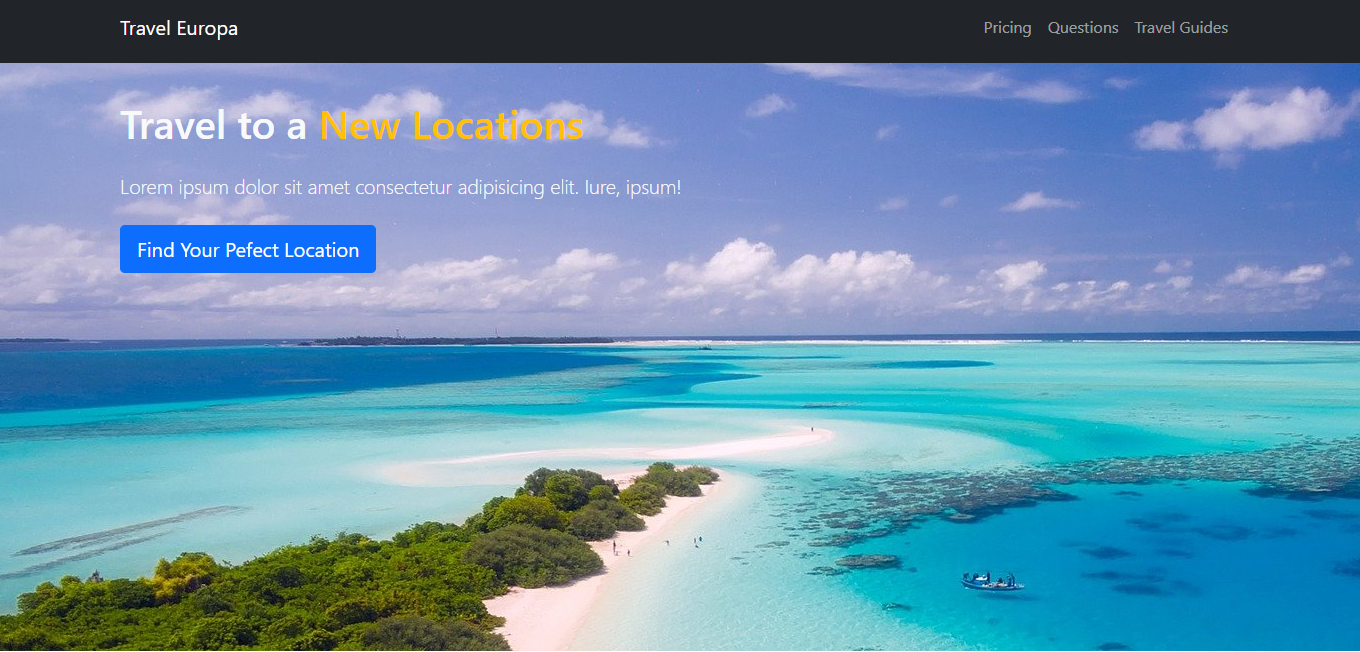 Travel Europa
Pricing Questions Travel Guides
Travel to a New Locations
Lorem ipsum dolor sit amet consectetur adipisicing elit. Iure, ipsum!
Find Your Pefect Location